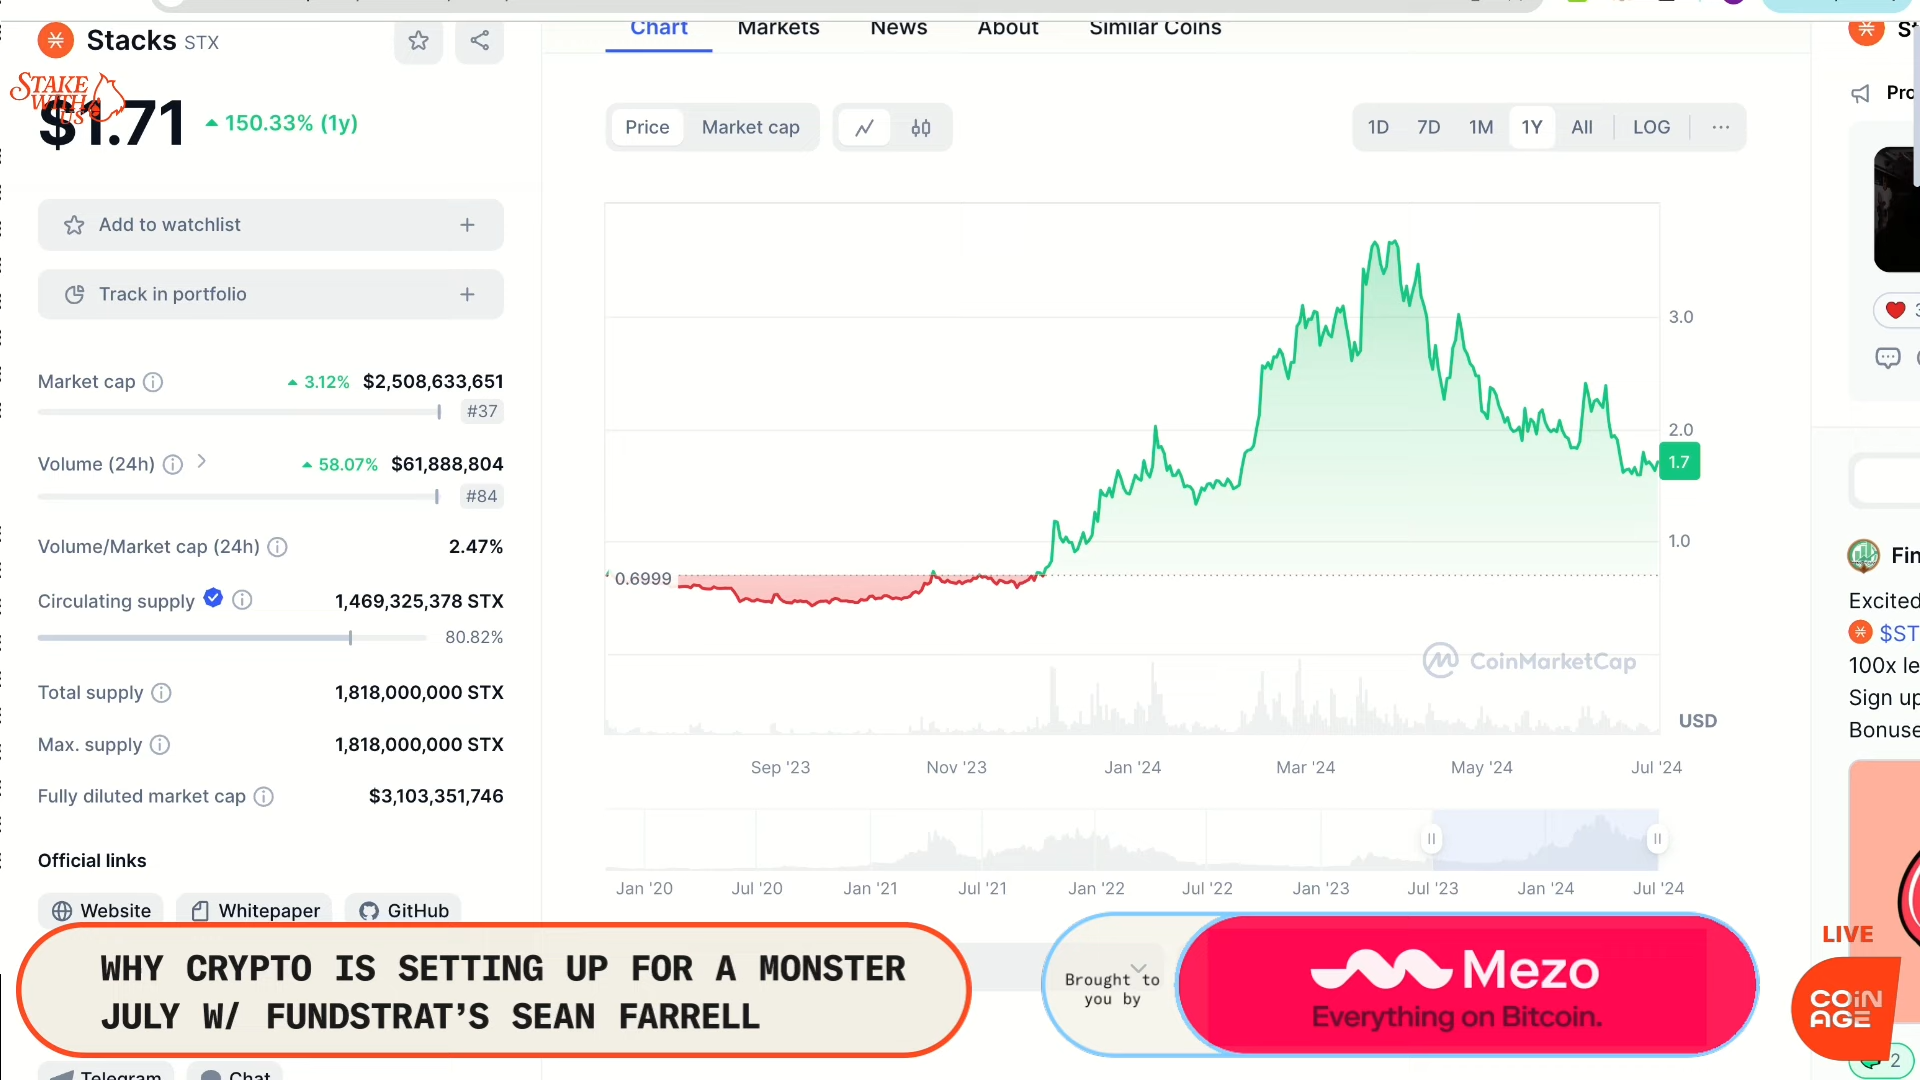 Stacks STX
STAKE
WITH
US
$1.71
150.33% (1y)
Add to watchlist
Track in portfolio
Market cap
3.12% $2,508,633,651
#37
Volume (24h)
58.07% $61,888,804
#84
Volume/Market cap (24h)
2.47%
Circulating supply
1,469,325,378 STX
80.82%
Total supply
1,818,000,000 STX
Max. supply
1,818,000,000 STX
Fully diluted market cap
$3,103,351,746
Official links
Website Whitepaper GitHub
Telegram Chat
Chart Markets News About Similar Coins
Price Market cap
1D 7D 1M 1Y All LOG
3.0
2.0
1.7
1.0
0.6999
CoinMarketCap
USD
Sep '23 Nov '23 Jan '24 Mar '24 May '24 Jul '24
Jan '20 Jul '20 Jan '21 Jul '21 Jan '22 Jul '22 Jan '23 Jul '23 Jan '24 Jul '24
Excited
$ST
100x le
Sign up
Bonuse
2
WHY CRYPTO IS SETTING UP FOR A MONSTER
JULY W/ FUNDSTRAT'S SEAN FARRELL
Brought to
you by
Mezo
Everything on Bitcoin.
LIVE
COIN
AGE